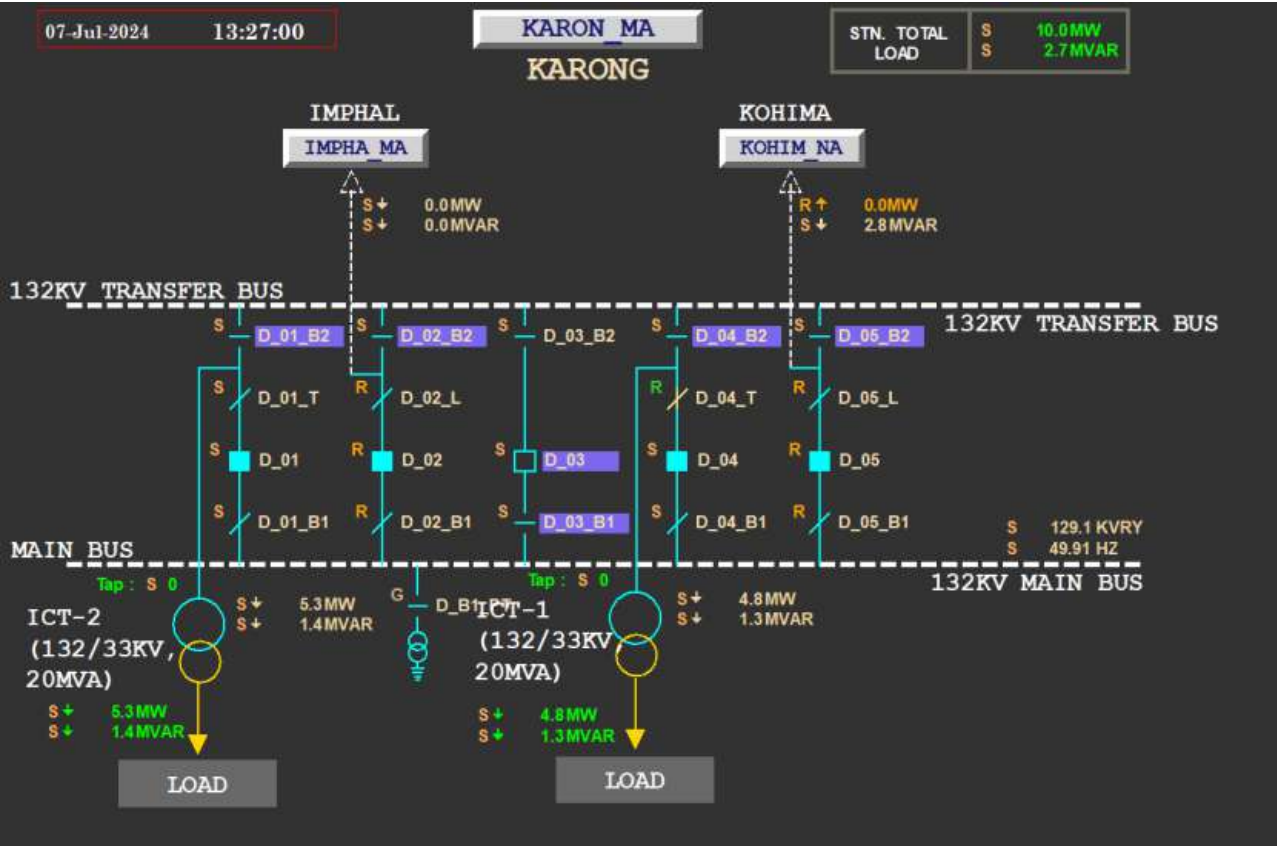 07-Jul-2024 13:27:00
KARON_MA
KARONG
STN. TOTAL LOAD
S 10.0MW
S 2.7MVAR
IMPHAL
IMPHA_MA
S 0.0MW
S 0.0MVAR
KOHIMA
KOHIM_NA
R 0.0MW
S 2.8MVAR
132KV TRANSFER BUS
132KV TRANSFER BUS
S D_01_B2
S D_02_B2
S D_03_B2
S D_04_B2
S D_05_B2
S D_01_T
R D_02_L
R D_04_T
R D_05_L
S D_01
R D_02
S D_03
S D_04
R D_05
S D_01_B1
R D_02_B1
S D_03_B1
S D_04_B1
R D_05_B1
S 129.1 KVRY
S 49.91 HZ
MAIN BUS
132KV MAIN BUS
Tap : S 0
ICT-2
(132/33KV,
20MVA)
S 5.3MW
S 1.4MVAR
G D_B1
Tap : S 0
ICT-1
(132/33KV,
20MVA)
S 4.8MW
S 1.3MVAR
S 5.3MW
S 1.4MVAR
S 4.8MW
S 1.3MVAR
LOAD
LOAD